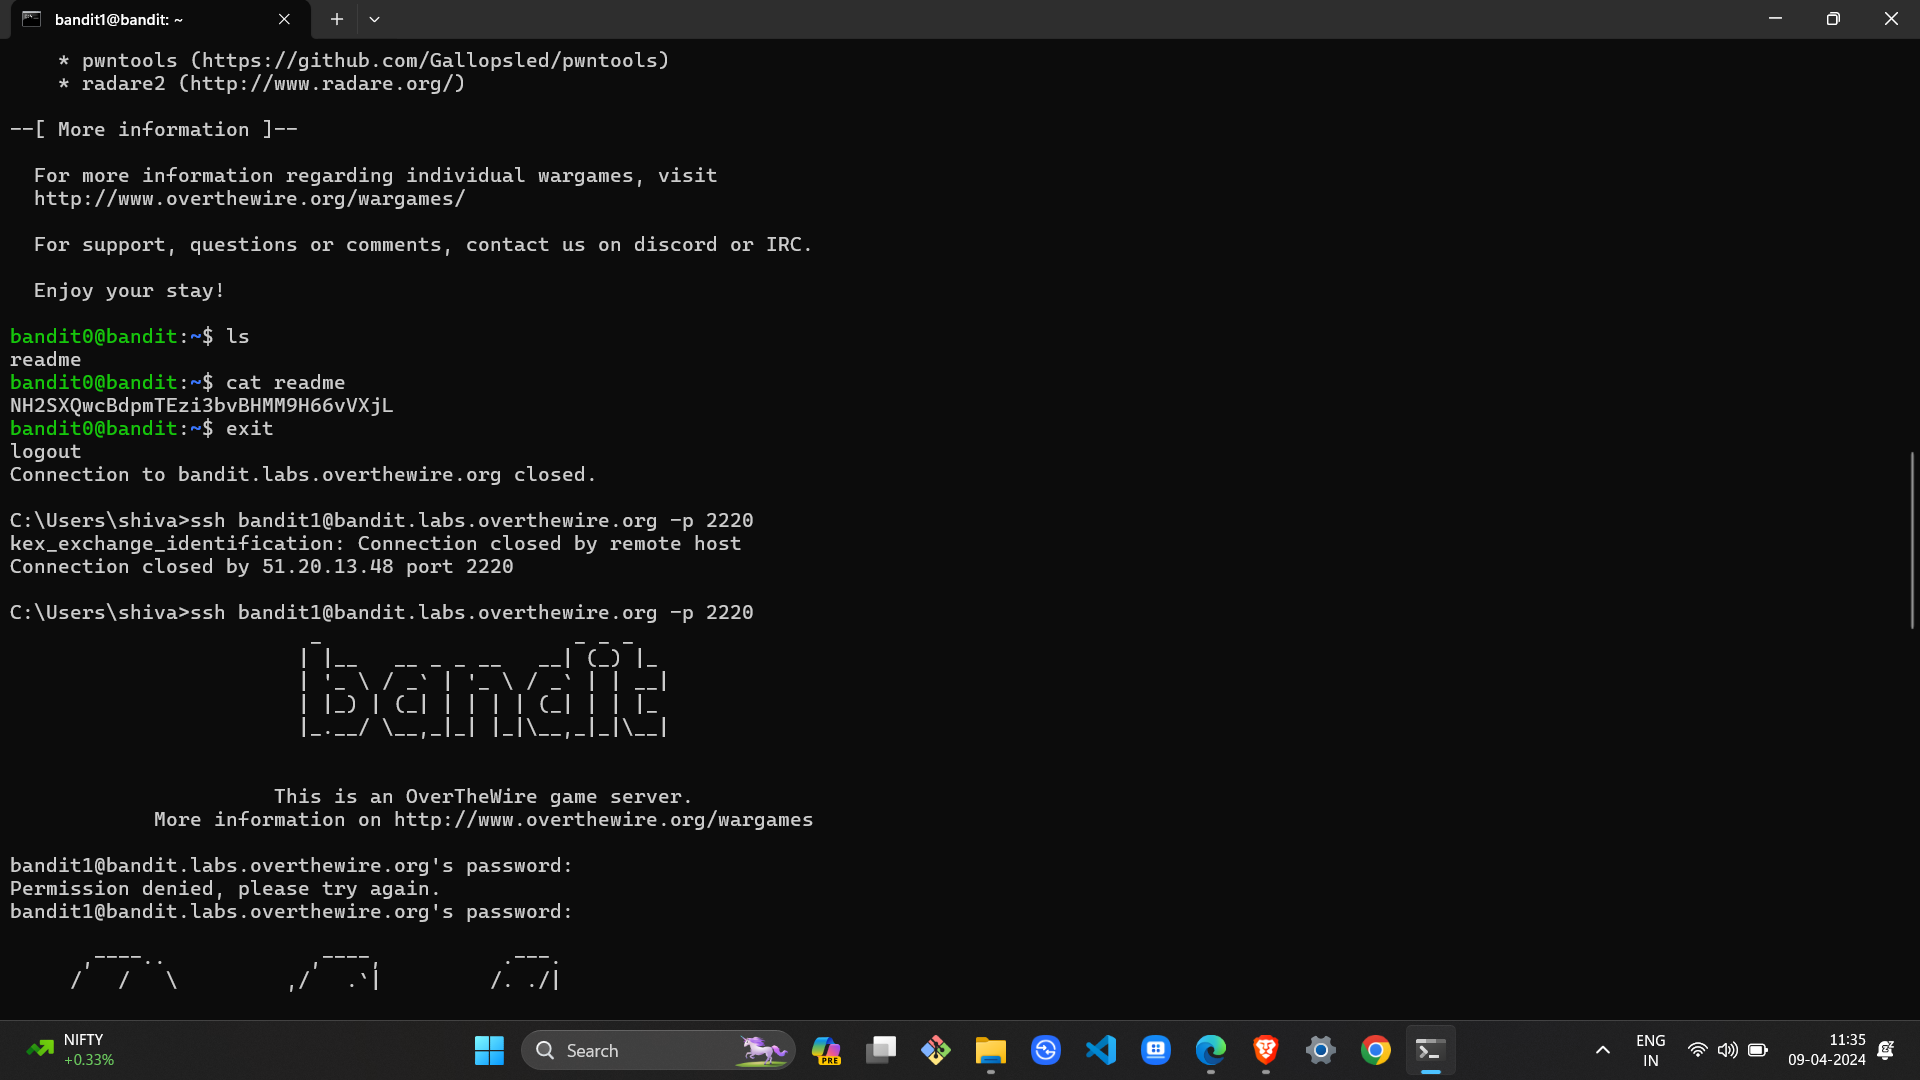 bandit1@bandit: ~
* pwntools (https://github.com/Gallopsled/pwntools)
* radare2 (http://www.radare.org/)
--[ More information ]--
For more information regarding individual wargames, visit
http://www.overthewire.org/wargames/
For support, questions or comments, contact us on discord or IRC.
Enjoy your stay!
bandit0@bandit:~$ ls
readme
bandit0@bandit:~$ cat readme
NH2SXQwcBdpmTEzi3bvBHMM9H66vVXjL
bandit0@bandit:~$ exit
logout
Connection to bandit.labs.overthewire.org closed.
C:\Users\shiva>ssh bandit1@bandit.labs.overthewire.org -p 2220
kex_exchange_identification: Connection closed by remote host
Connection closed by 51.20.13.48 port 2220
C:\Users\shiva>ssh bandit1@bandit.labs.overthewire.org -p 2220
bandit
This is an OverTheWire game server.
More information on http://www.overthewire.org/wargames
bandit1@bandit.labs.overthewire.org's password:
Permission denied, please try again.
bandit1@bandit.labs.overthewire.org's password:
NIFTY
+0.33%
Search
PRE
ENG
IN
11:35
09-04-2024